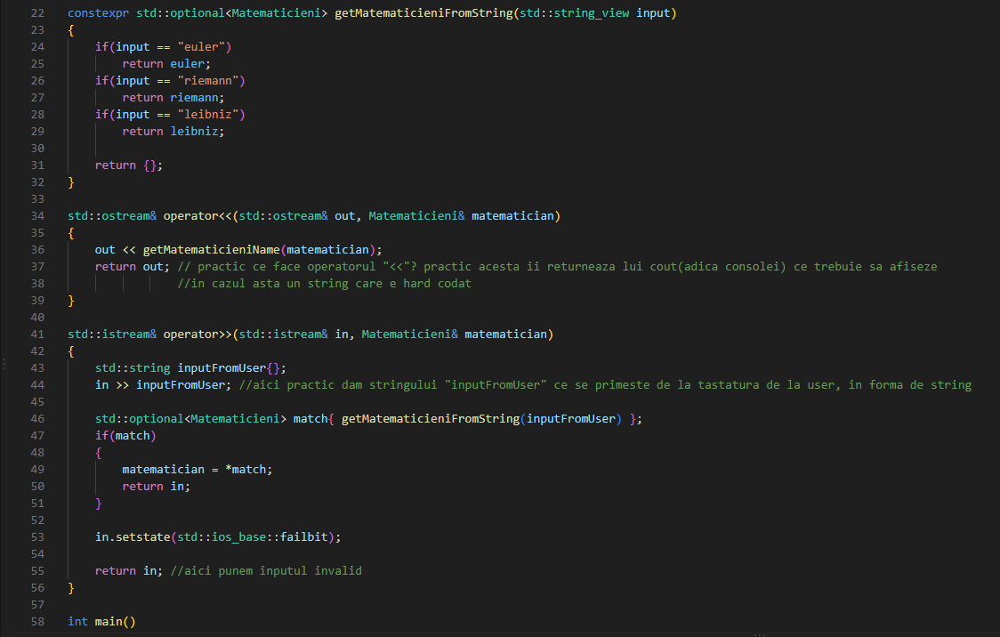 22 constexpr std::optional<Matematicieni> getMatematicieniFromString(std::string_view input)
23 {
24     if(input == "euler")
25         return euler;
26     if(input == "riemann")
27         return riemann;
28     if(input == "leibniz")
29         return leibniz;
30
31     return {};
32 }
33
34 std::ostream& operator<<(std::ostream& out, Matematicieni& matematician)
35 {
36     out << getMatematicieniName(matematician);
37     return out; // practic ce face operatorul "<<"? practic acesta ii returneaza lui cout(adica consolei) ce trebuie sa afiseze
38                 //in cazul asta un string care e hard codat
39 }
40
41 std::istream& operator>>(std::istream& in, Matematicieni& matematician)
42 {
43     std::string inputFromUser{};
44     in >> inputFromUser; //aici practic dam stringului "inputFromUser" ce se primeste de la tastatura de la user, in forma de string
45
46     std::optional<Matematicieni> match{ getMatematicieniFromString(inputFromUser) };
47     if(match)
48     {
49         matematician = *match;
50         return in;
51     }
52
53     in.setstate(std::ios_base::failbit);
54
55     return in; //aici punem inputul invalid
56 }
57
58 int main()